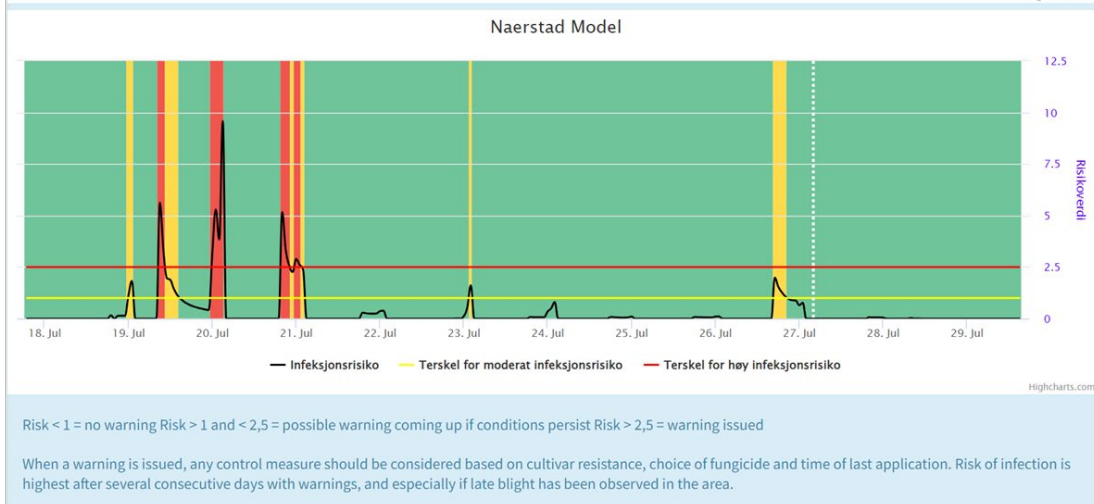 Naerstad Model
12.5
10
7.5
5
2.5
0
Risikoverdi
18. Jul
19. Jul
20. Jul
21. Jul
22. Jul
23. Jul
24. Jul
25. Jul
26. Jul
27. Jul
28. Jul
29. Jul
Infeksjonsrisiko
Terskel for moderat infeksjonsrisiko
Terskel for høy infeksjonsrisiko
Highcharts.com
Risk < 1 = no warning Risk > 1 and < 2,5 = possible warning coming up if conditions persist Risk > 2,5 = warning issued
When a warning is issued, any control measure should be considered based on cultivar resistance, choice of fungicide and time of last application. Risk of infection is
highest after several consecutive days with warnings, and especially if late blight has been observed in the area.